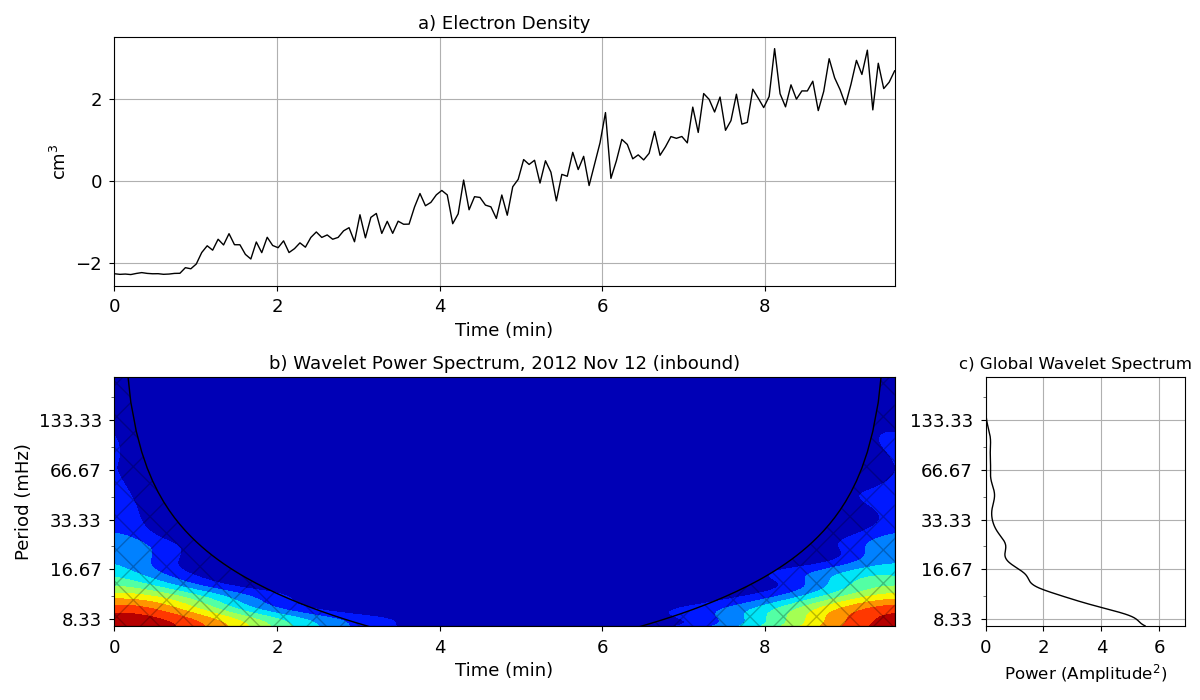 a) Electron Density
2
0
−2
cm³
0 2 4 6 8
Time (min)
b) Wavelet Power Spectrum, 2012 Nov 12 (inbound)
133.33
66.67
33.33
16.67
8.33
Period (mHz)
0 2 4 6 8
Time (min)
c) Global Wavelet Spectrum
133.33
66.67
33.33
16.67
8.33
0 2 4 6
Power (Amplitude²)